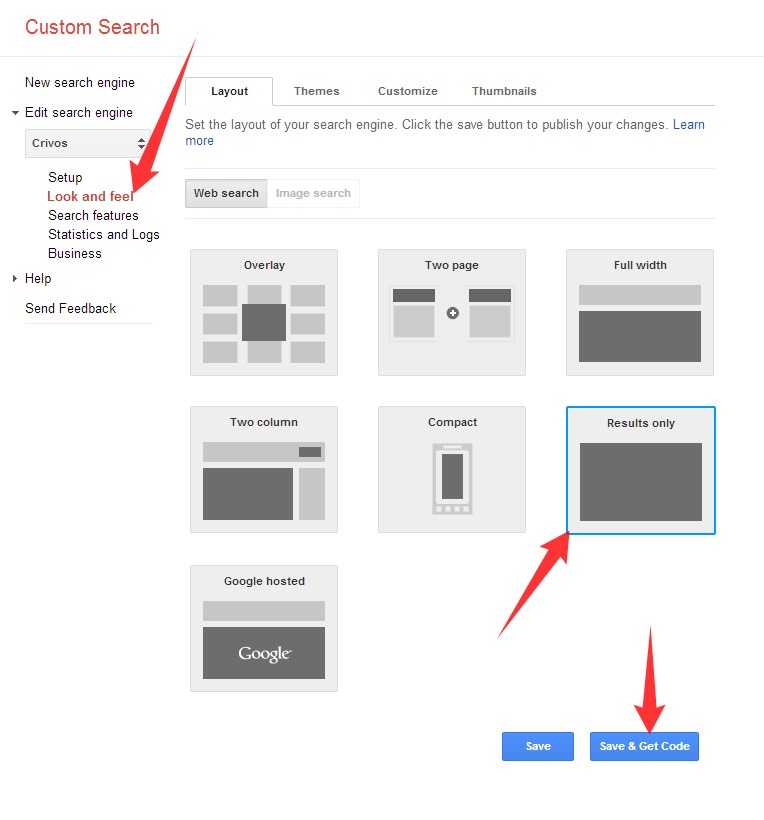 Custom Search
New search engine
Edit search engine
Crivos
Setup
Look and feel
Search features
Statistics and Logs
Business
Help
Send Feedback
Layout Themes Customize Thumbnails
Set the layout of your search engine. Click the save button to publish your changes. Learn
more
Web search Image search
Overlay Two page Full width
Two column Compact Results only
Google hosted
Google
Save Save & Get Code